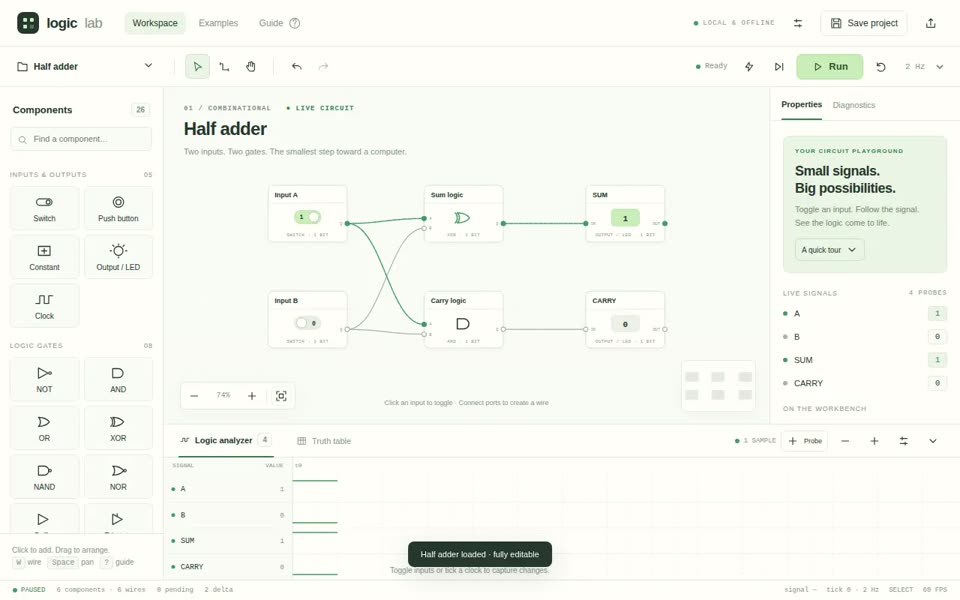 logic lab
Workspace Examples Guide ?
LOCAL & OFFLINE
Save project
Half adder
Ready
Run
2 Hz
Components 26
Find a component...
INPUTS & OUTPUTS 05
Switch Push button
Constant Output / LED
Clock
LOGIC GATES 08
NOT AND
OR XOR
NAND NOR
Click to add. Drag to arrange.
W wire Space pan ? guide
01 / COMBINATIONAL LIVE CIRCUIT
Half adder
Two inputs. Two gates. The smallest step toward a computer.
Input A
1
SWITCH · 1 BIT
Sum logic
XOR · 1 BIT
SUM
1
OUTPUT / LED · 1 BIT
Input B
0
SWITCH · 1 BIT
Carry logic
AND · 1 BIT
CARRY
0
OUTPUT / LED · 1 BIT
74%
Click an input to toggle · Connect ports to create a wire
Properties Diagnostics
YOUR CIRCUIT PLAYGROUND
Small signals.
Big possibilities.
Toggle an input. Follow the signal.
See the logic come to life.
A quick tour
LIVE SIGNALS 4 PROBES
A 1
B 0
SUM 1
CARRY 0
ON THE WORKBENCH
Logic analyzer 4 Truth table
1 SAMPLE
Probe
SIGNAL VALUE t0
A 1
B 0
SUM 1
CARRY 0
Half adder loaded · fully editable
Toggle inputs or tick a clock to capture changes.
PAUSED 6 components · 6 wires 0 pending 2 delta
signal — tick 0 · 2 Hz SELECT 60 FPS